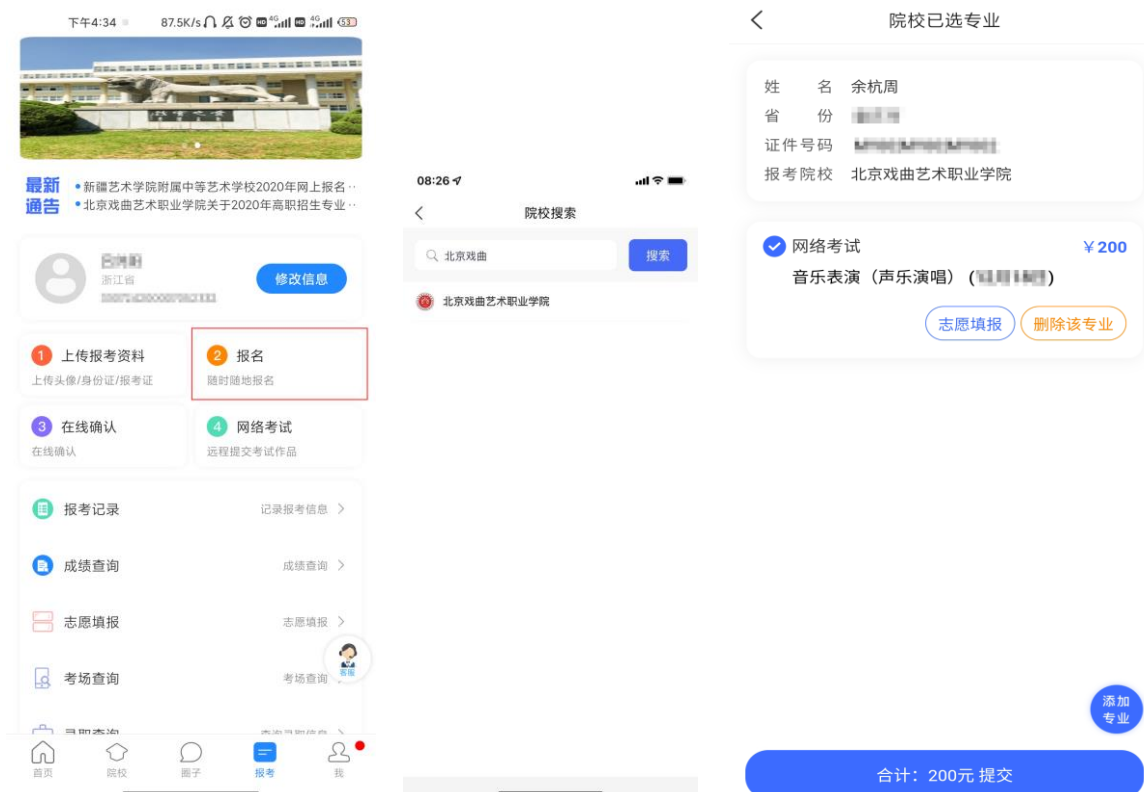 下午4:34
87.5K/s
HD
4G
HD
4G
53
最新
通告
新疆艺术学院附属中等艺术学校2020年网上报名··
北京戏曲艺术职业学院关于2020年高职招生专业··
浙江省
修改信息
1 上传报考资料
上传头像/身份证/报考证
2 报名
随时随地报名
3 在线确认
在线确认
4 网络考试
远程提交考试作品
报考记录 记录报考信息
成绩查询 成绩查询
志愿填报 志愿填报
考场查询 考场查询
客服
首页 院校 圈子 报考 我
08:26
院校搜索
北京戏曲 搜索
北京戏曲艺术职业学院
院校已选专业
姓 名 余杭周
省 份
证件号码
报考院校 北京戏曲艺术职业学院
网络考试 ￥200
音乐表演（声乐演唱）( )
志愿填报 删除该专业
添加
专业
合计：200元 提交